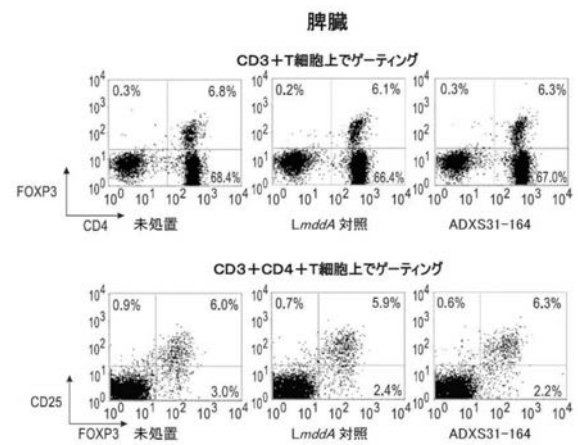 脾臓
CD3+T細胞上でゲーティング
10⁴ 0.3% 6.8% 10⁴ 0.2% 6.1% 10⁴ 0.3% 6.3%
10³ 10³ 10³
10² 10² 10²
10¹ 10¹ 10¹
10⁰ 68.4% 10⁰ 66.4% 10⁰ 67.0%
10⁰ 10¹ 10² 10³ 10⁴ 10⁰ 10¹ 10² 10³ 10⁴ 10⁰ 10¹ 10² 10³ 10⁴
FOXP3
CD4 未処置 LmddA 対照 ADXS31-164
CD3+CD4+T細胞上でゲーティング
10⁴ 0.9% 6.0% 10⁴ 0.7% 5.9% 10⁴ 0.6% 6.3%
10³ 10³ 10³
10² 10² 10²
10¹ 10¹ 10¹
10⁰ 3.0% 10⁰ 2.4% 10⁰ 2.2%
10⁰ 10¹ 10² 10³ 10⁴ 10⁰ 10¹ 10² 10³ 10⁴ 10⁰ 10¹ 10² 10³ 10⁴
CD25
FOXP3 未処置 LmddA 対照 ADXS31-164